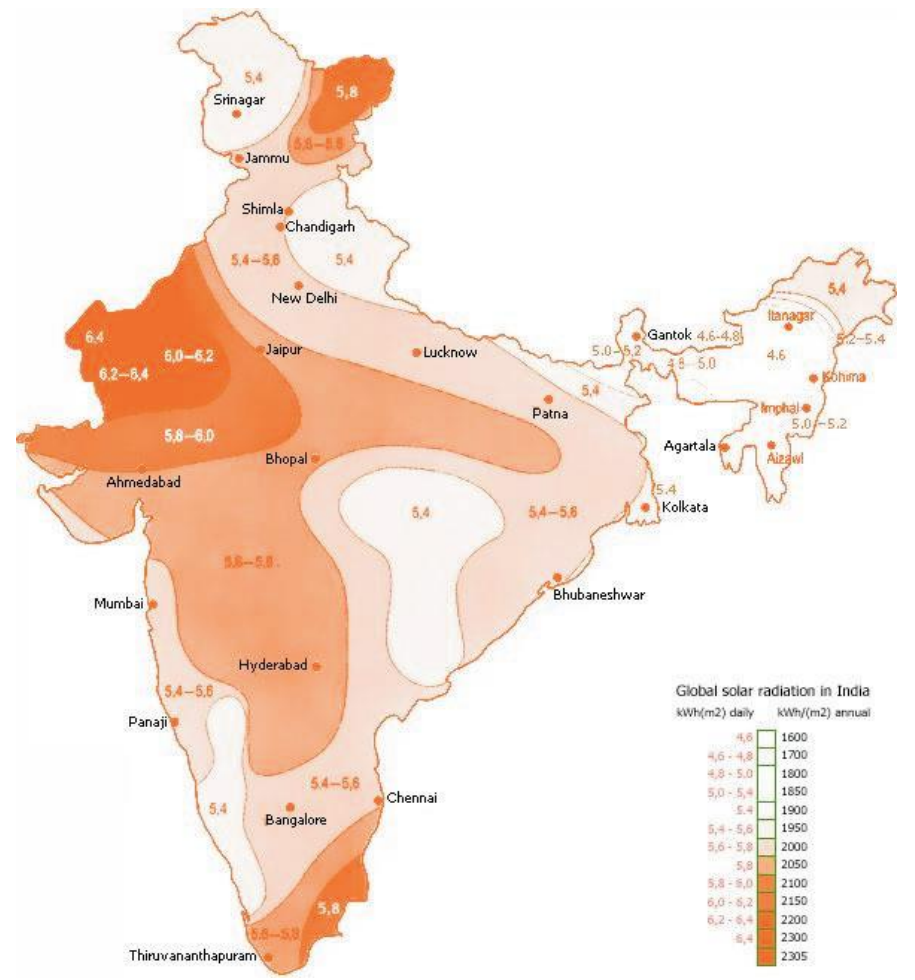 5,4
Srinagar
5,8
5,6—5,8
Jammu
Shimla
Chandigarh
5,4—5,6
5,4
New Delhi
5,4
Itanagar
6,4
6,0—6,2
6,2—6,4
Jaipur
Lucknow
Gantok
4.6-4.8
5.2-5.4
5.0-5,2
4.8-5.0
4.6
Kohima
5,4
Patna
Imphal
5.0-5.2
5,8—6,0
Bhopal
Agartala
Aizawl
Ahmedabad
5.4
5,4
5,4—5,6
Kolkata
5,6—5,8
Bhubaneshwar
Mumbai
Hyderabad
5,4—5,6
Panaji
5,4—5,6
5,4
Chennai
Bangalore
5,8
5,6—5,8
Thiruvananthapuram
Global solar radiation in India
kWh(m2) daily kWh/(m2) annual
4,6 1600
4,6 - 4,8 1700
4,8 - 5.0 1800
5,0 - 5,4 1850
5.4 1900
5,4 - 5,6 1950
5,6 - 5,8 2000
5,8 2050
5,8 - 6,0 2100
6,0 - 6,2 2150
6,2 - 6,4 2200
6,4 2300
2305